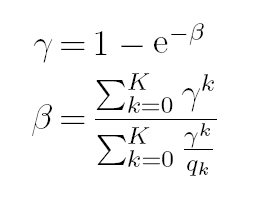 γ = 1 − e^{−β}
β = \frac{\sum_{k=0}^{K} γ^k}{\sum_{k=0}^{K} \frac{γ^k}{q_k}}